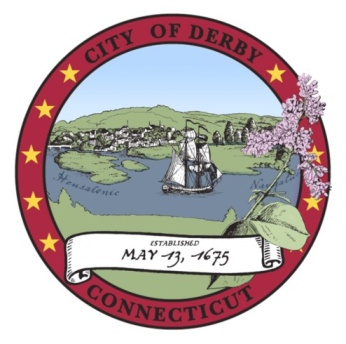 CITY OF DERBY
Housatonic
ESTABLISHED
MAY 13, 1675
CONNECTICUT